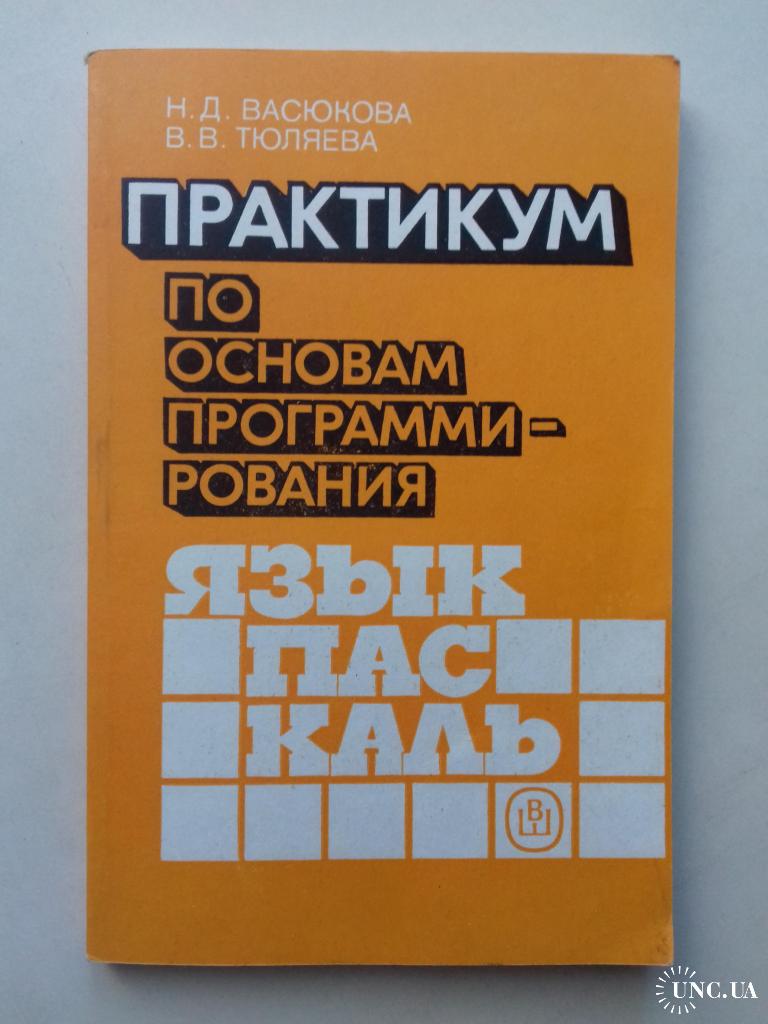 Н.Д. ВАСЮКОВА
В.В. ТЮЛЯЕВА
ПРАКТИКУМ
ПО
ОСНОВАМ
ПРОГРАММИ-
РОВАНИЯ
ЯЗЫК
ПАС
КАЛЬ
ВШ
UNC.UA